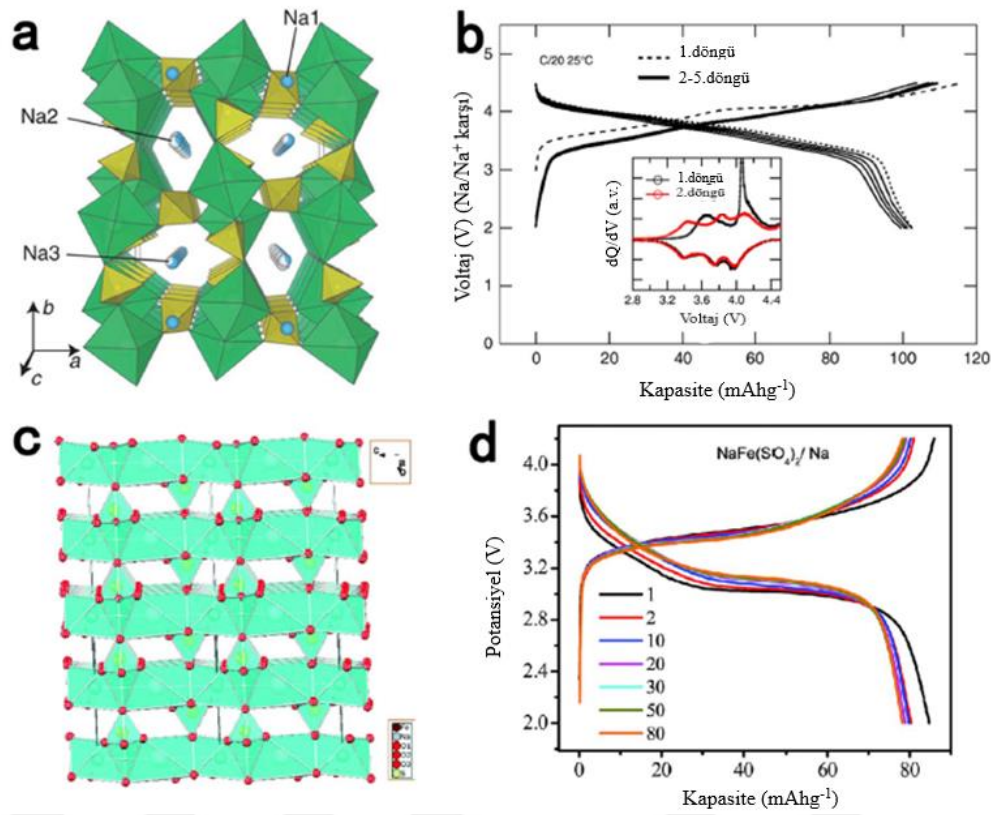 a
Na1
Na2
Na3
b
a
c
b
C/20 25°C
1.döngü
2-5.döngü
Voltaj (V) (Na/Na⁺ karşı)
5
4
3
2
1
0
1.döngü
2.döngü
dQ/dV (a.v.)
2.8 3.2 3.6 4.0 4.4
Voltaj (V)
0 20 40 60 80 100 120
Kapasite (mAhg⁻¹)
c
d
NaFe(SO₄)₂/ Na
Potansiyel (V)
4.0
3.6
3.2
2.8
2.4
2.0
1
2
10
20
30
50
80
0 20 40 60 80
Kapasite (mAhg⁻¹)